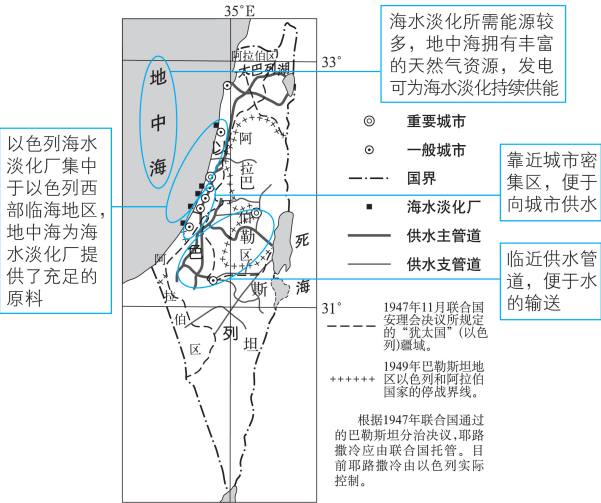 35°E
33°
31°
海水淡化所需能源较
多，地中海拥有丰富
的天然气资源，发电
可为海水淡化持续供能
以色列海水
淡化厂集中
于以色列西
部临海地区，
地中海为海
水淡化厂提
供了充足的
原料
靠近城市密
集区，便于
向城市供水
临近供水管
道，便于水
的输送
地
中
海
阿拉伯区
太巴列湖
以
阿
拉
巴
伯
勒
区
巴
死
海
斯
阿
拉
伯
区
列
坦
重要城市
一般城市
国界
海水淡化厂
供水主管道
供水支管道
1947年11月联合国
安理会决议所规定
的“犹太国”(以色
列)疆域。
1949年巴勒斯坦地
区以色列和阿拉伯
国家的停战界线。
根据1947年联合国通过
的巴勒斯坦分治决议，耶路
撒冷应由联合国托管。目
前耶路撒冷由以色列实际
控制。